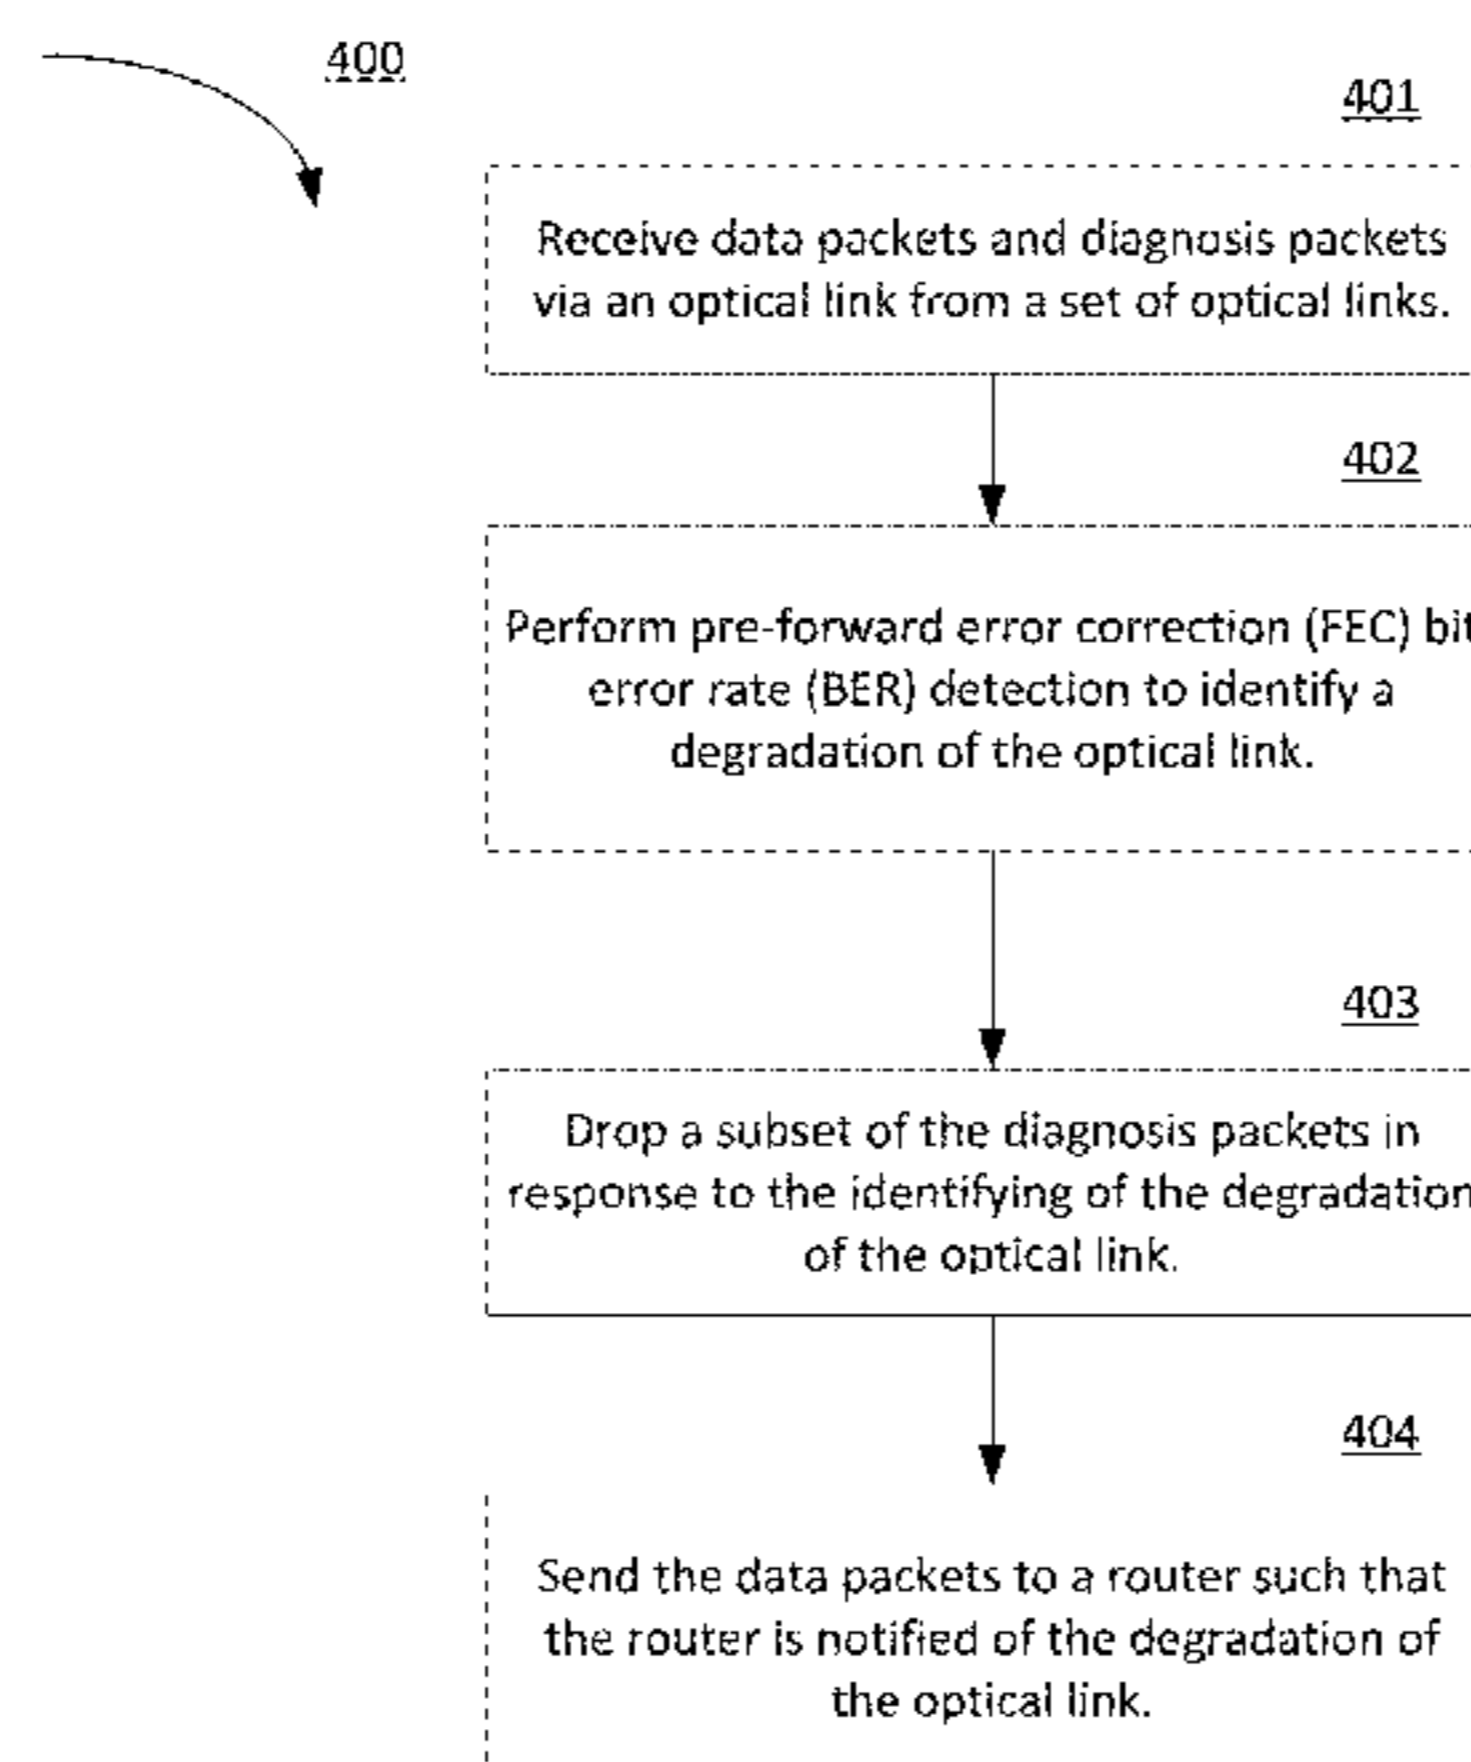 400
401
Receive data packets and diagnosis packets
via an optical link from a set of optical links.
402
Perform pre-forward error correction (FEC) bit
error rate (BER) detection to identify a
degradation of the optical link.
403
Drop a subset of the diagnosis packets in
response to the identifying of the degradation
of the optical link.
404
Send the data packets to a router such that
the router is notified of the degradation of
the optical link.